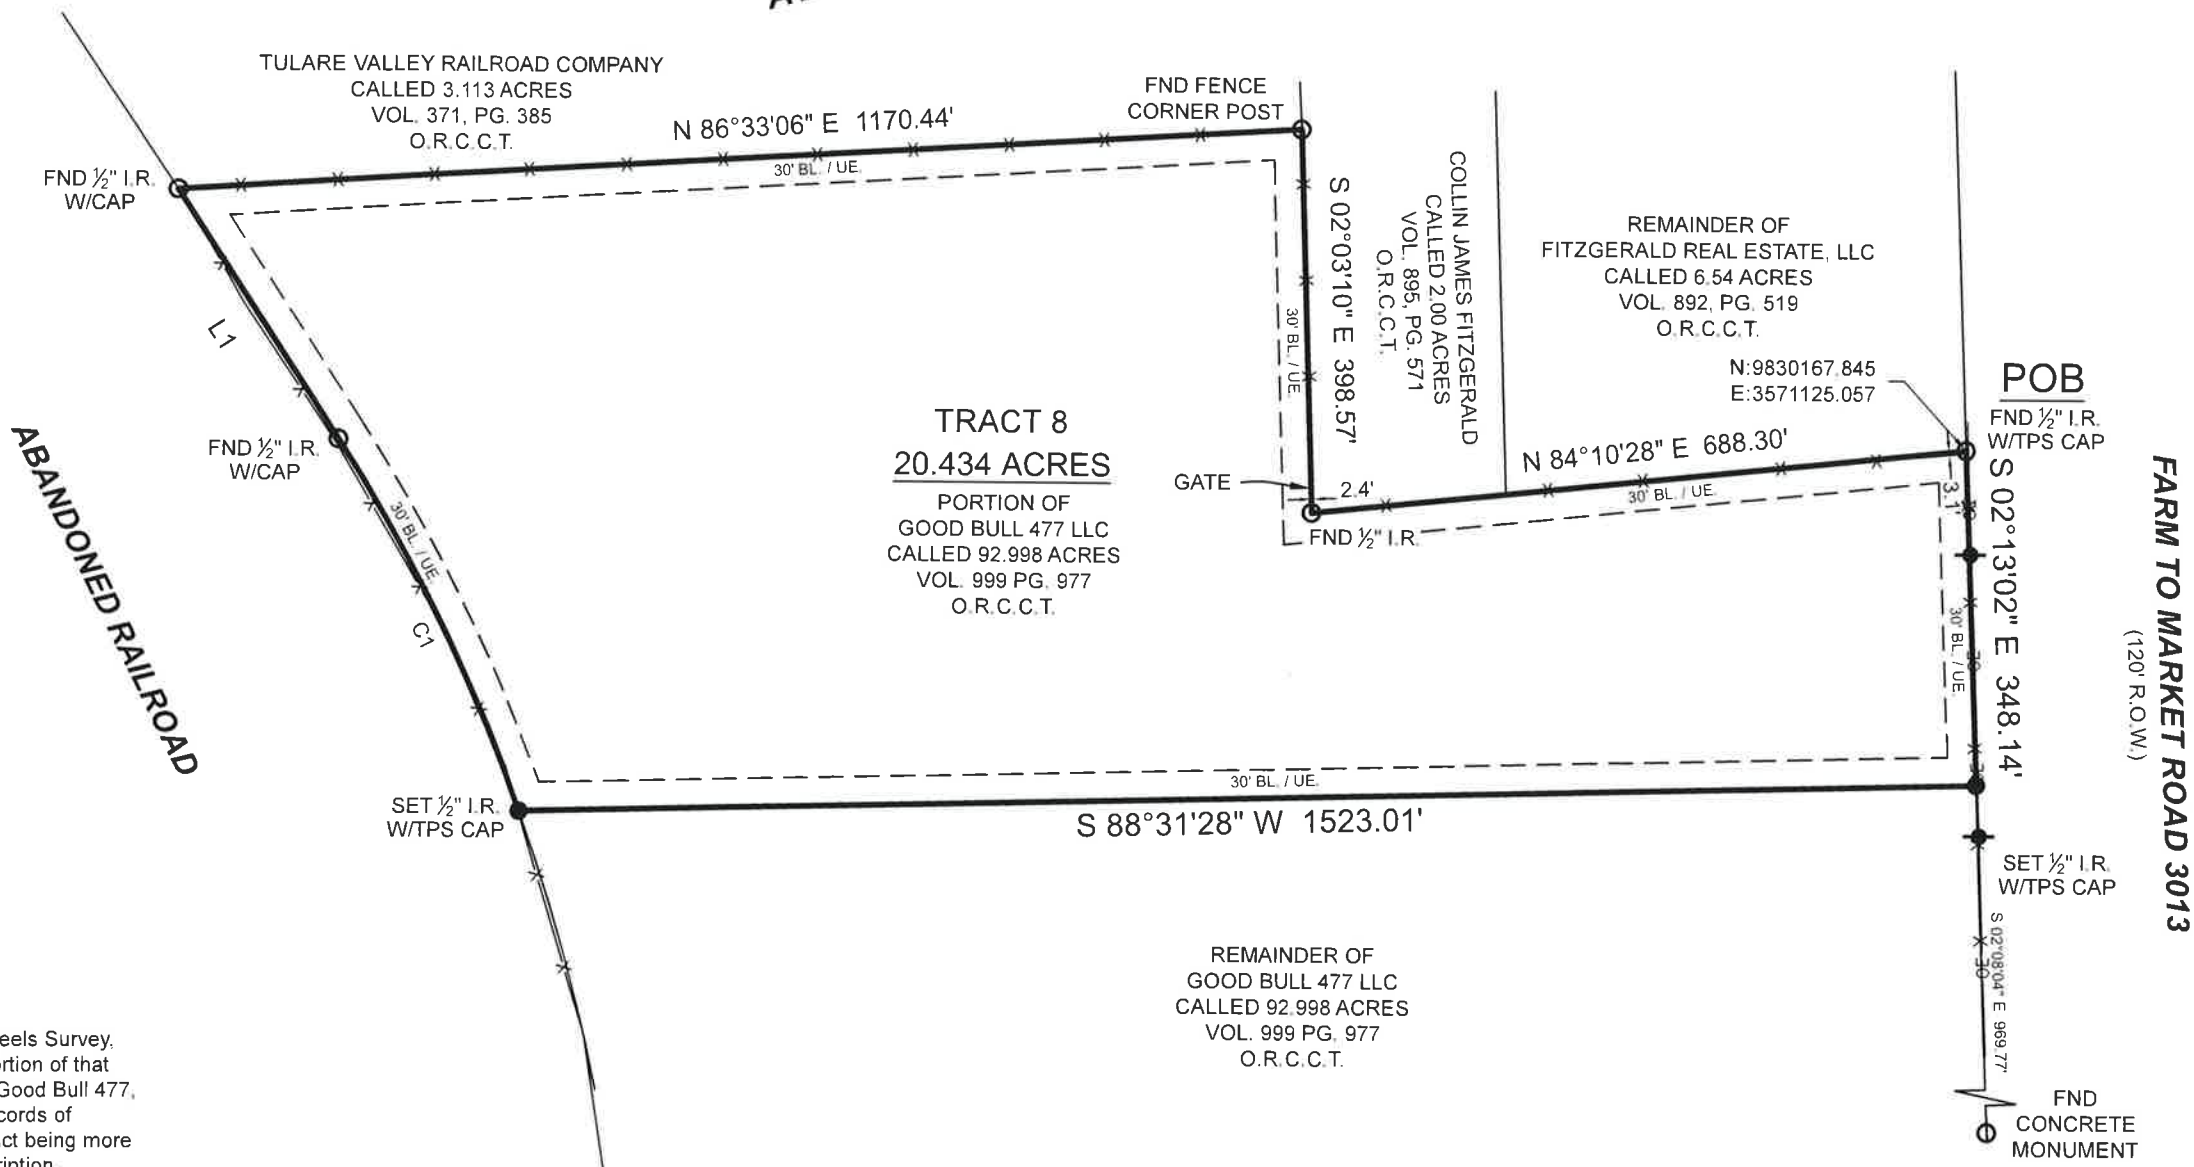 TULARE VALLEY RAILROAD COMPANY
CALLED 3.113 ACRES
VOL. 371, PG. 385
O.R.C.C.T.
N 86°33'06" E 1170.44'
FND FENCE
CORNER POST
FND ½" I.R.
W/CAP
30' BL. / UE.
S 02°03'10" E 398.57'
30' BL. / UE.
COLLIN JAMES FITZGERALD
CALLED 2.00 ACRES
VOL. 895, PG. 571
O.R.C.C.T.
REMAINDER OF
FITZGERALD REAL ESTATE, LLC
CALLED 6.54 ACRES
VOL. 892, PG. 519
O.R.C.C.T.
N:9830167.845
E:3571125.057
POB
FND ½" I.R.
W/TPS CAP
L1
FND ½" I.R.
W/CAP
ABANDONED RAILROAD
30' BL. / UE.
C1
TRACT 8
20.434 ACRES
PORTION OF
GOOD BULL 477 LLC
CALLED 92.998 ACRES
VOL. 999 PG. 977
O.R.C.C.T.
GATE
2.4'
FND ½" I.R.
N 84°10'28" E 688.30'
30' BL. / UE.
3.1'
S 02°13'02" E 348.14'
30' BL. / UE.
FARM TO MARKET ROAD 3013
(120' R.O.W.)
SET ½" I.R.
W/TPS CAP
30' BL. / UE.
S 88°31'28" W 1523.01'
SET ½" I.R.
W/TPS CAP
S 02°08'04" E 969.77'
REMAINDER OF
GOOD BULL 477 LLC
CALLED 92.998 ACRES
VOL. 999 PG. 977
O.R.C.C.T.
FND
CONCRETE
MONUMENT
eels Survey,
rtion of that
Good Bull 477,
cords of
ct being more